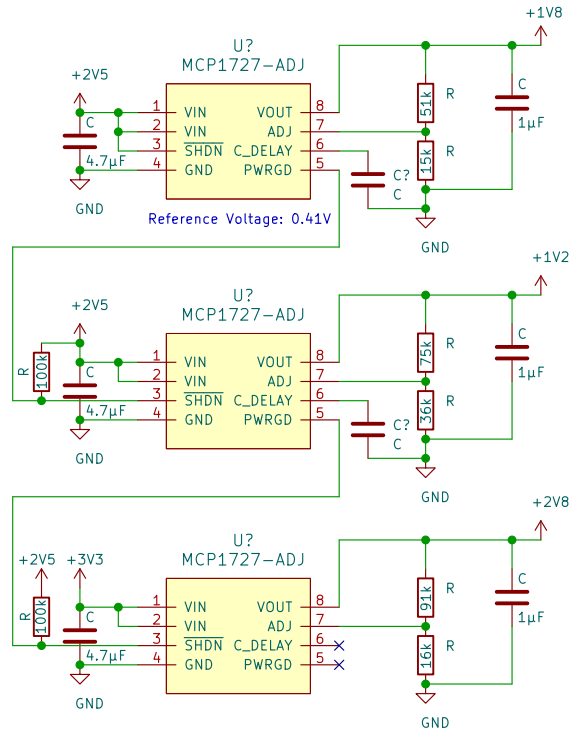 +1V8
U?
MCP1727-ADJ
+2V5
C
4.7µF
GND
1 VIN VOUT 8
2 VIN ADJ 7
3 SHDN C_DELAY 6
4 GND PWRGD 5
51k R
15k R
C
1µF
C?
C
GND
Reference Voltage: 0.41V
+1V2
U?
MCP1727-ADJ
+2V5
R 100k
C
4.7µF
GND
1 VIN VOUT 8
2 VIN ADJ 7
3 SHDN C_DELAY 6
4 GND PWRGD 5
75k R
36k R
C
1µF
C?
C
GND
+2V8
U?
MCP1727-ADJ
+2V5 +3V3
R 100k
C
4.7µF
GND
1 VIN VOUT 8
2 VIN ADJ 7
3 SHDN C_DELAY 6
4 GND PWRGD 5
91k R
16k R
C
1µF
GND